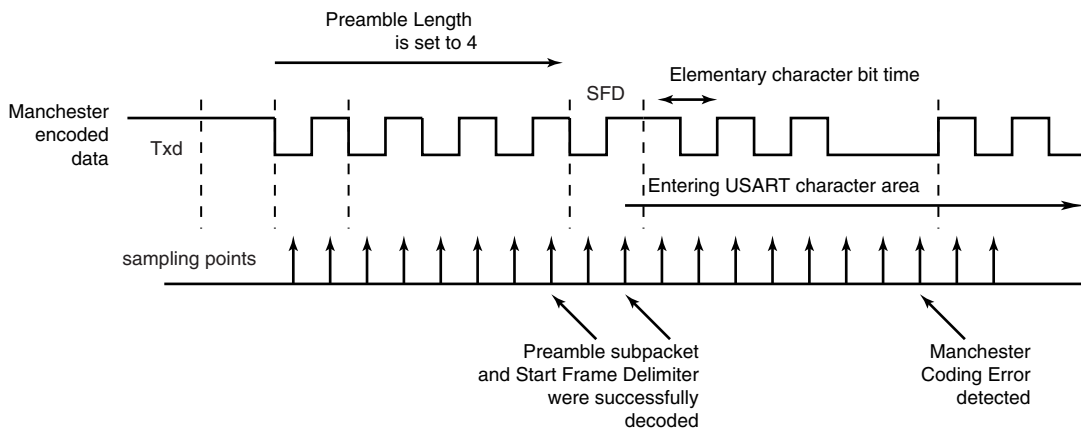 Preamble Length
is set to 4
Elementary character bit time
SFD
Manchester
encoded
data
Txd
Entering USART character area
sampling points
Preamble subpacket
and Start Frame Delimiter
were successfully
decoded
Manchester
Coding Error
detected